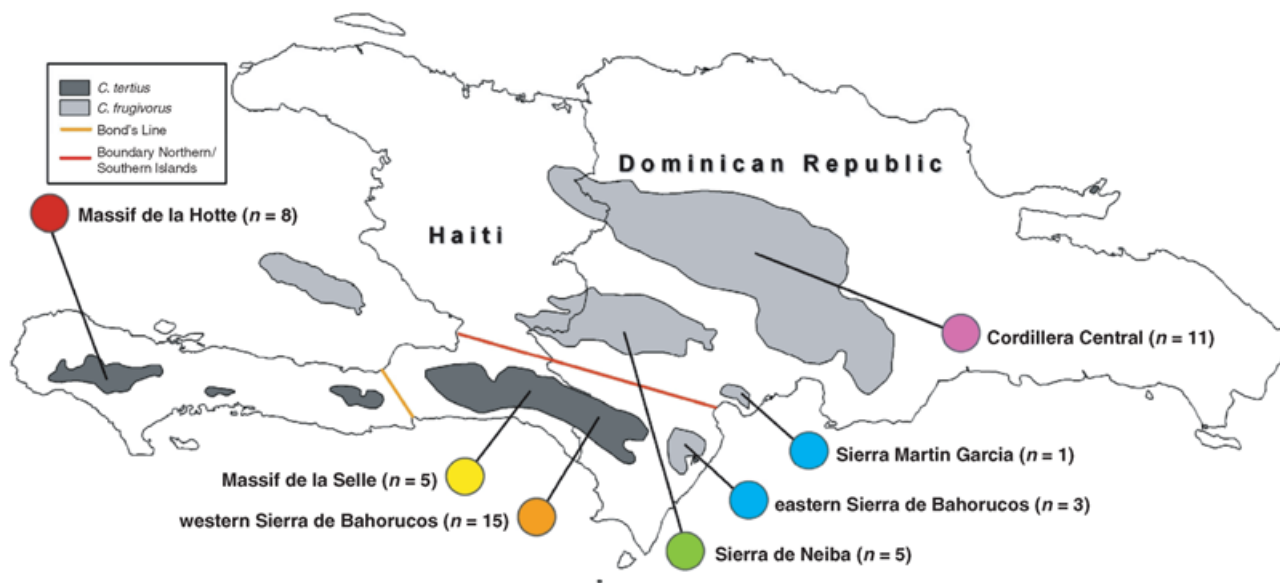 C. tertius
C. frugivorus
Bond's Line
Boundary Northern/
Southern Islands
Dominican Republic
Massif de la Hotte (n = 8)
Haiti
Cordillera Central (n = 11)
Sierra Martin Garcia (n = 1)
Massif de la Selle (n = 5)
eastern Sierra de Bahorucos (n = 3)
western Sierra de Bahorucos (n = 15)
Sierra de Neiba (n = 5)